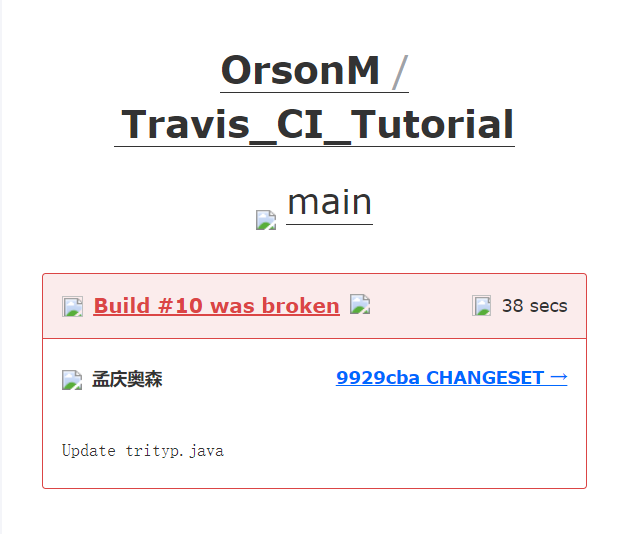 OrsonM /
Travis_CI_Tutorial
main
Build #10 was broken 38 secs
孟庆奥森 9929cba CHANGESET →
Update trityp.java